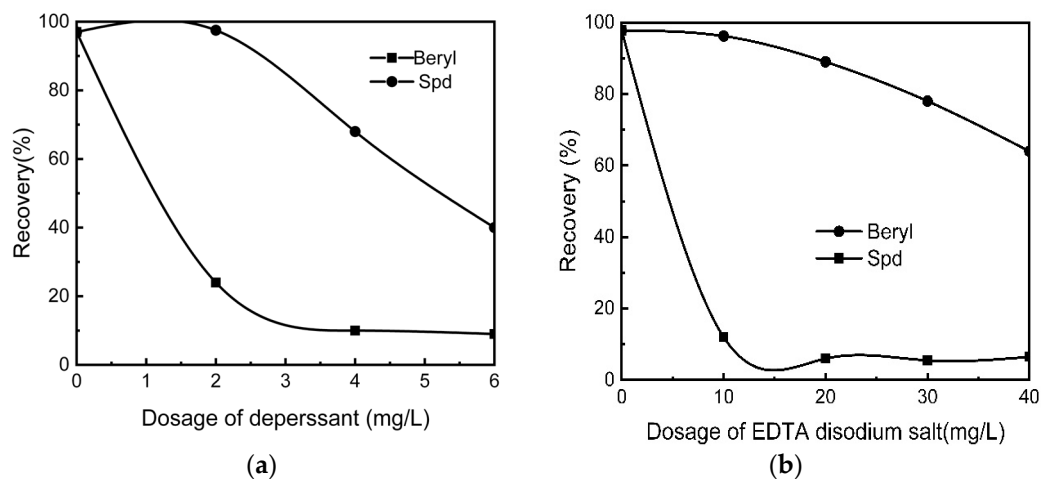 100
80
60
40
20
0
Recovery(%)
Beryl
Spd
0 1 2 3 4 5 6
Dosage of deperssant (mg/L)
(a)
100
80
60
40
20
0
Recovery (%)
Beryl
Spd
0 10 20 30 40
Dosage of EDTA disodium salt(mg/L)
(b)